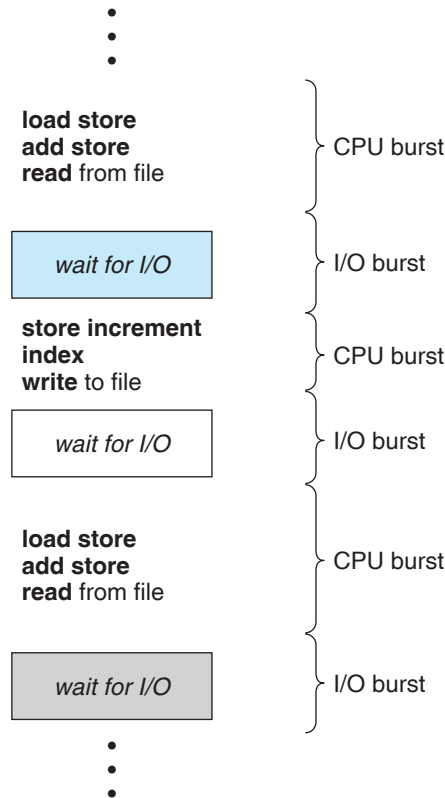 load store
add store
read from file
CPU burst
wait for I/O
I/O burst
store increment
index
write to file
CPU burst
wait for I/O
I/O burst
load store
add store
read from file
CPU burst
wait for I/O
I/O burst